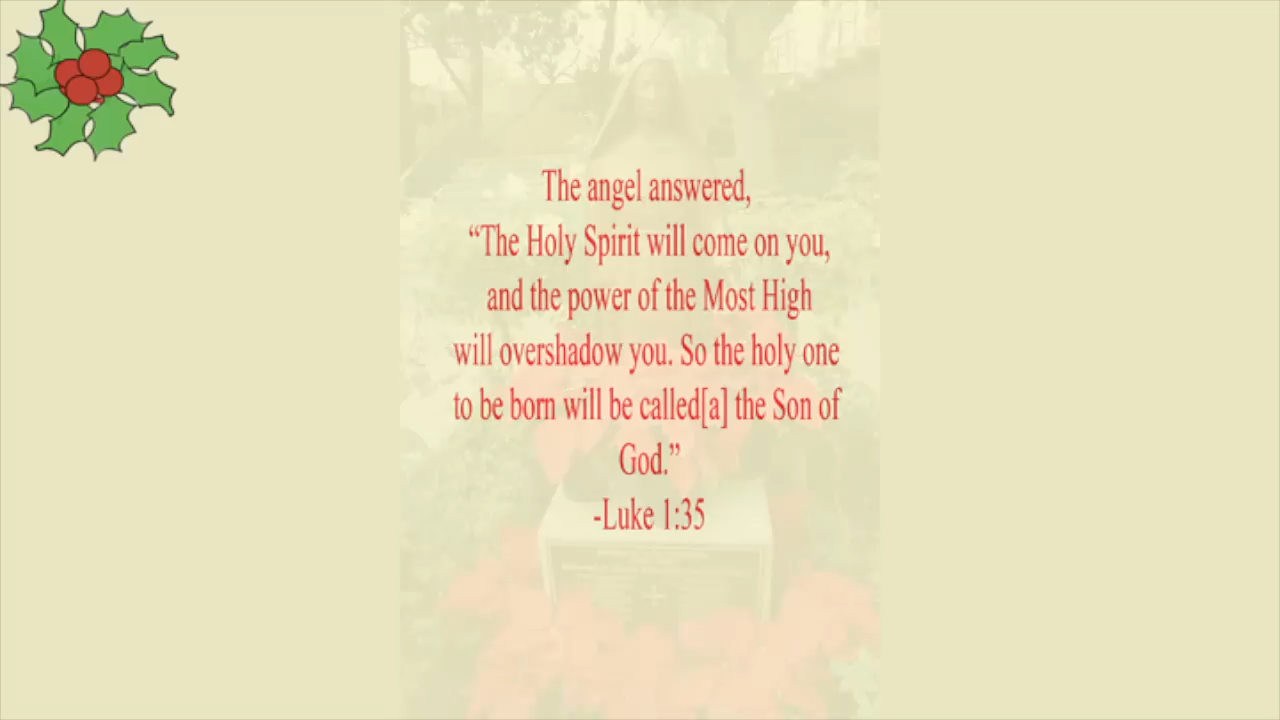 The angel answered,
“The Holy Spirit will come on you,
and the power of the Most High
will overshadow you. So the holy one
to be born will be called[a] the Son of
God.”
-Luke 1:35